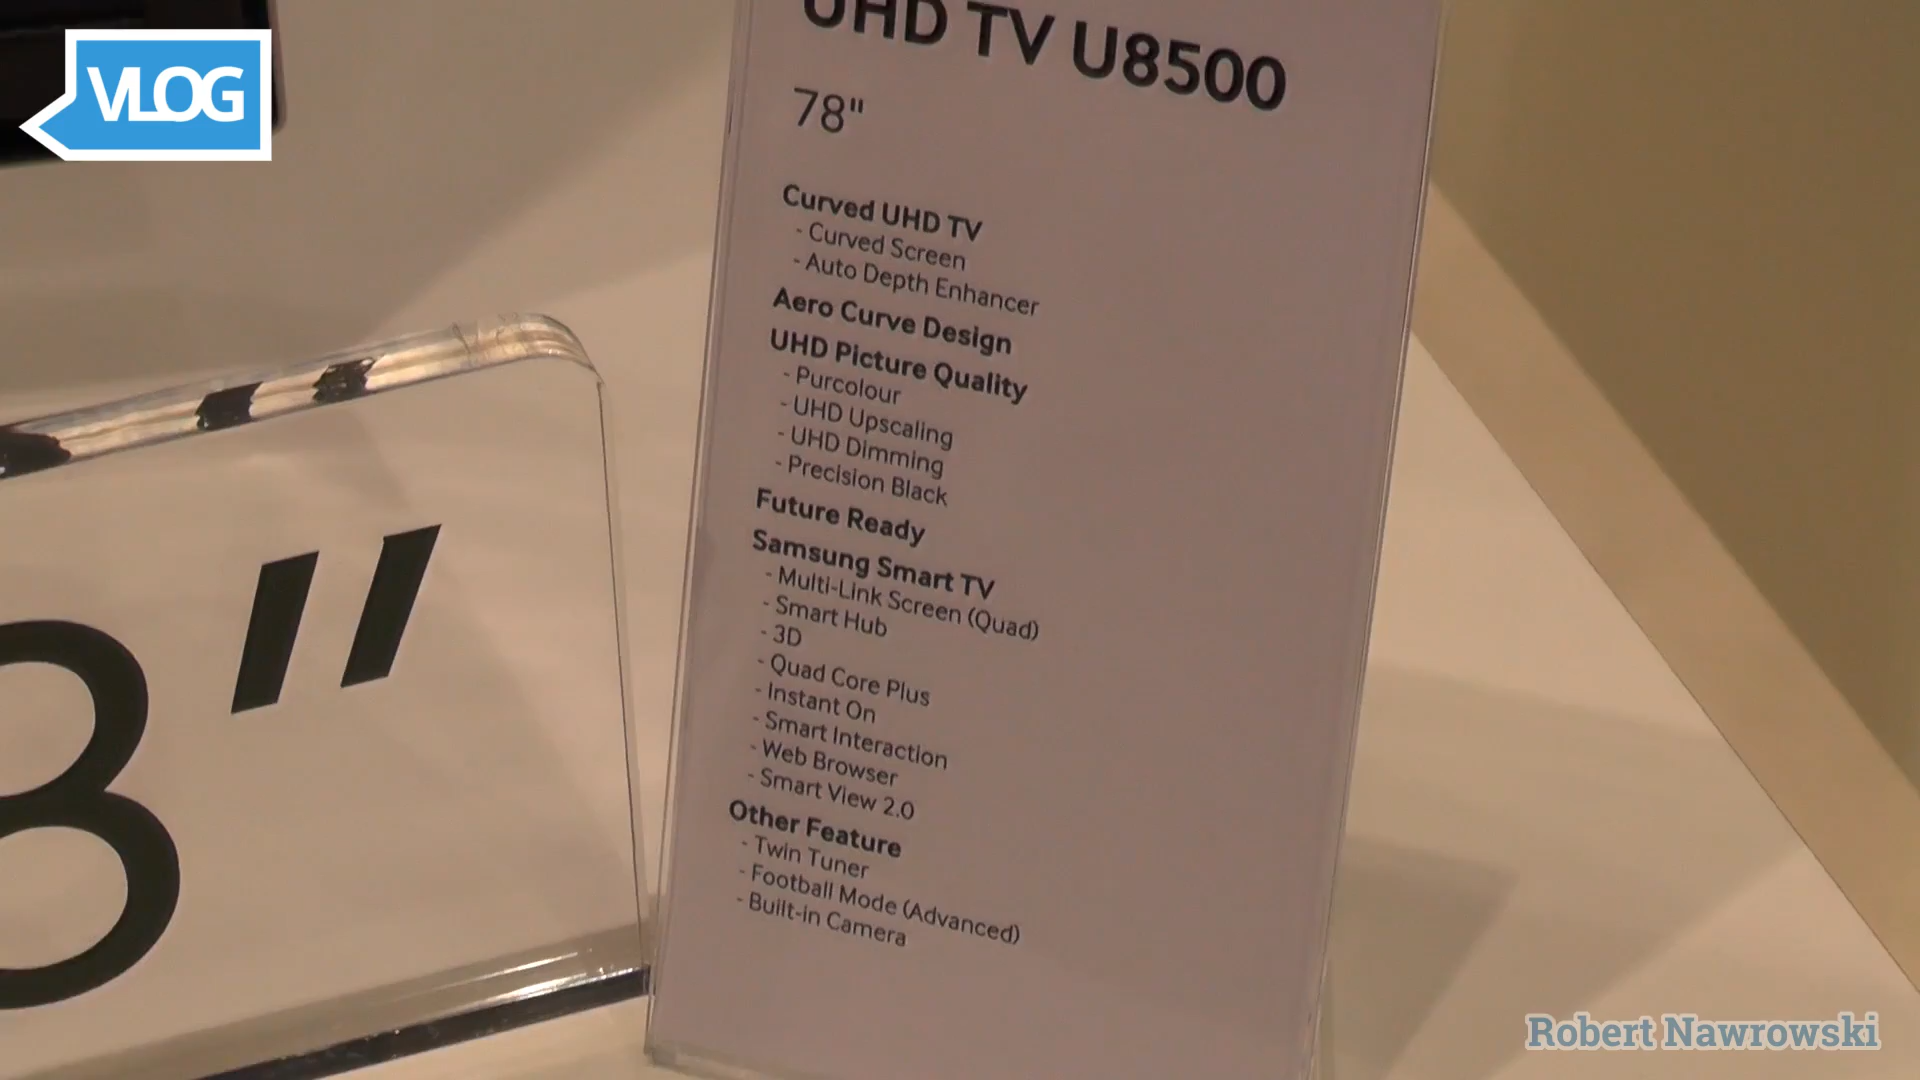 VLOG
UHD TV U8500
78"
Curved UHD TV
- Curved Screen
- Auto Depth Enhancer
Aero Curve Design
UHD Picture Quality
- Purcolour
- UHD Upscaling
- UHD Dimming
- Precision Black
Future Ready
Samsung Smart TV
- Multi-Link Screen (Quad)
- Smart Hub
- 3D
- Quad Core Plus
- Instant On
- Smart Interaction
- Web Browser
- Smart View 2.0
Other Feature
- Twin Tuner
- Football Mode (Advanced)
- Built-in Camera
8"
Robert Nawrowski